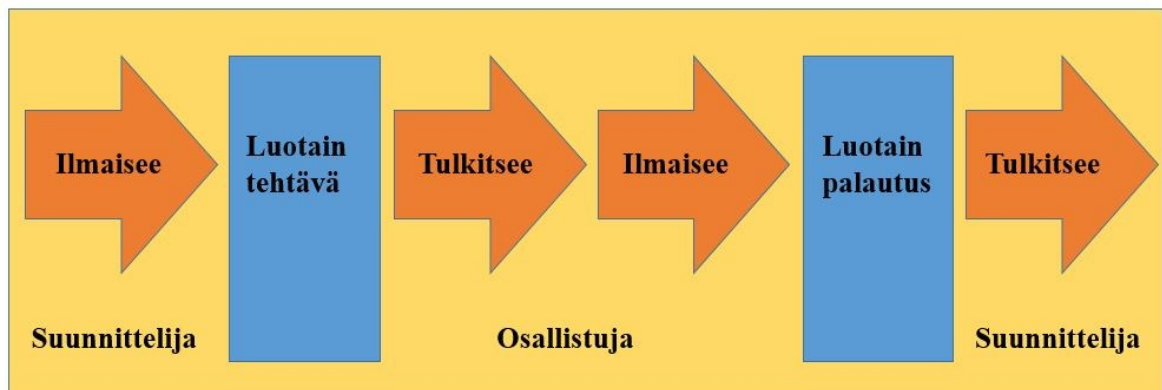 Ilmaisee
Luotain
tehtävä
Tulkitsee
Ilmaisee
Luotain
palautus
Tulkitsee
Suunnittelija
Osallistuja
Suunnittelija